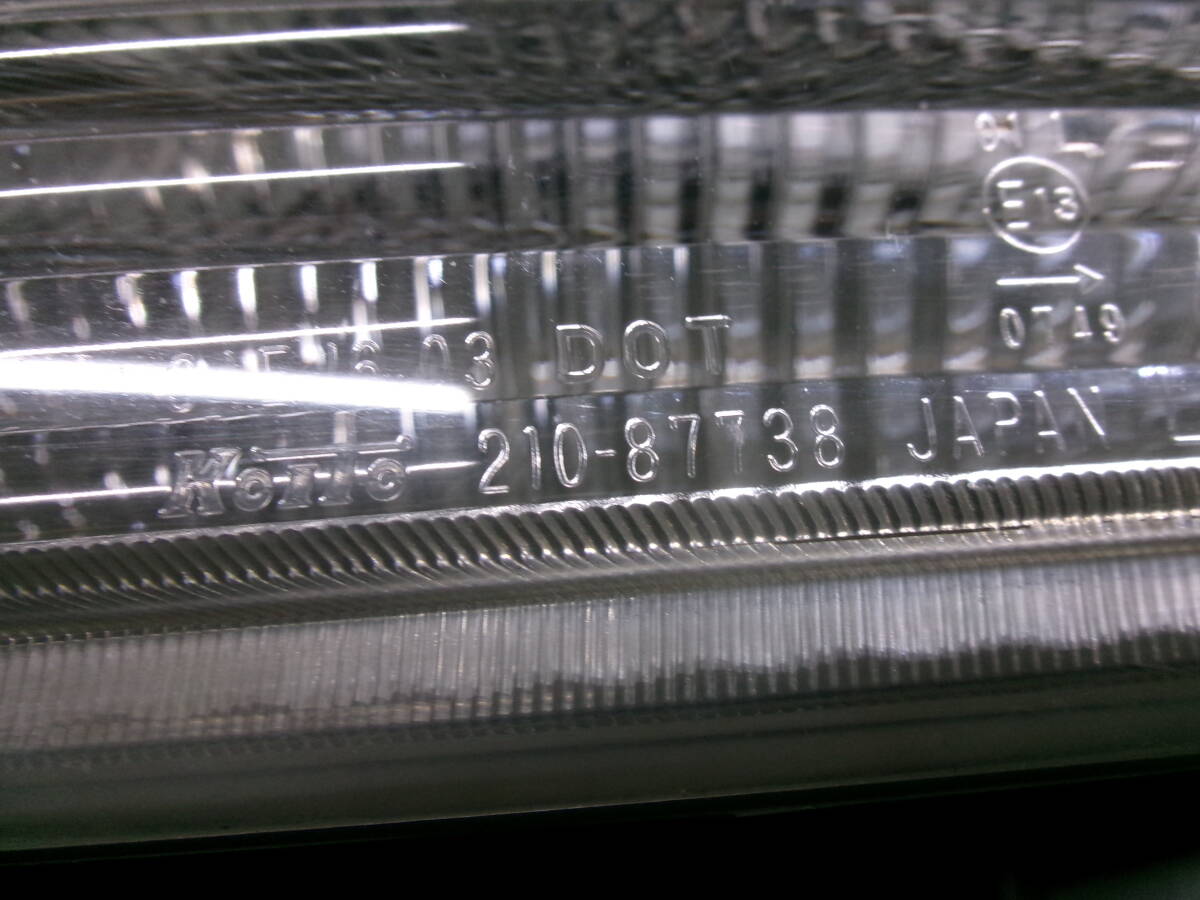 E13
→
0749
03 DOT
Koito 210-87738 JAPAN